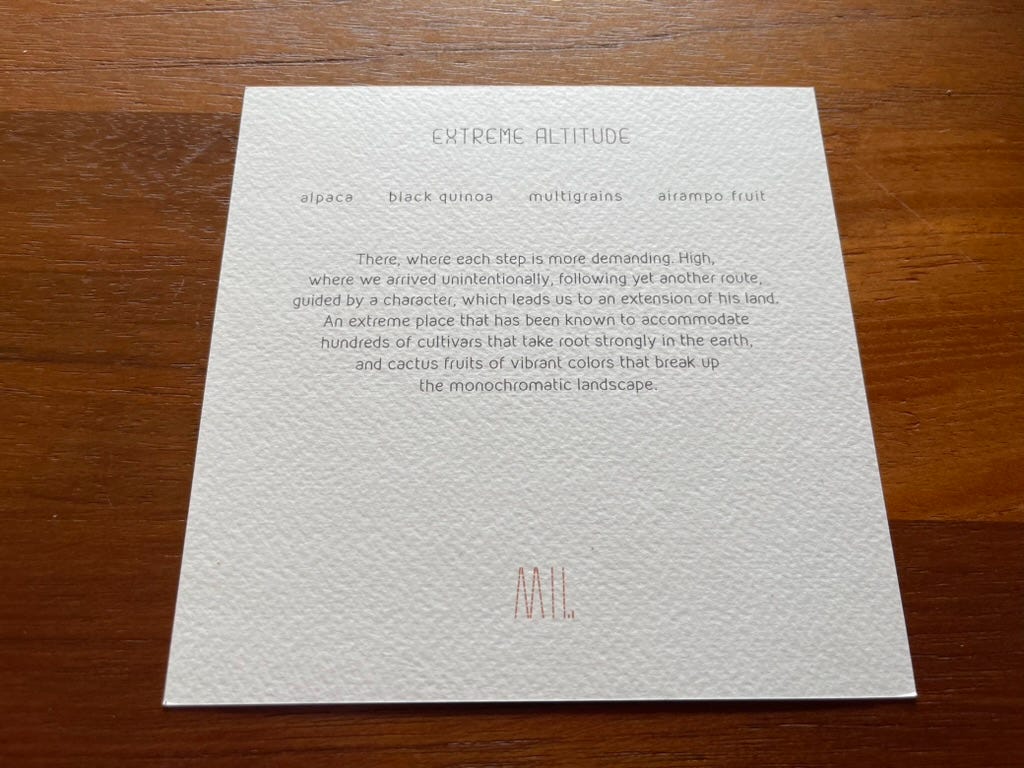 EXTREME ALTITUDE
alpaca black quinoa multigrains airampo fruit
There, where each step is more demanding. High,
where we arrived unintentionally, following yet another route,
guided by a character, which leads us to an extension of his land.
An extreme place that has been known to accommodate
hundreds of cultivars that take root strongly in the earth,
and cactus fruits of vibrant colors that break up
the monochromatic landscape.
MIL